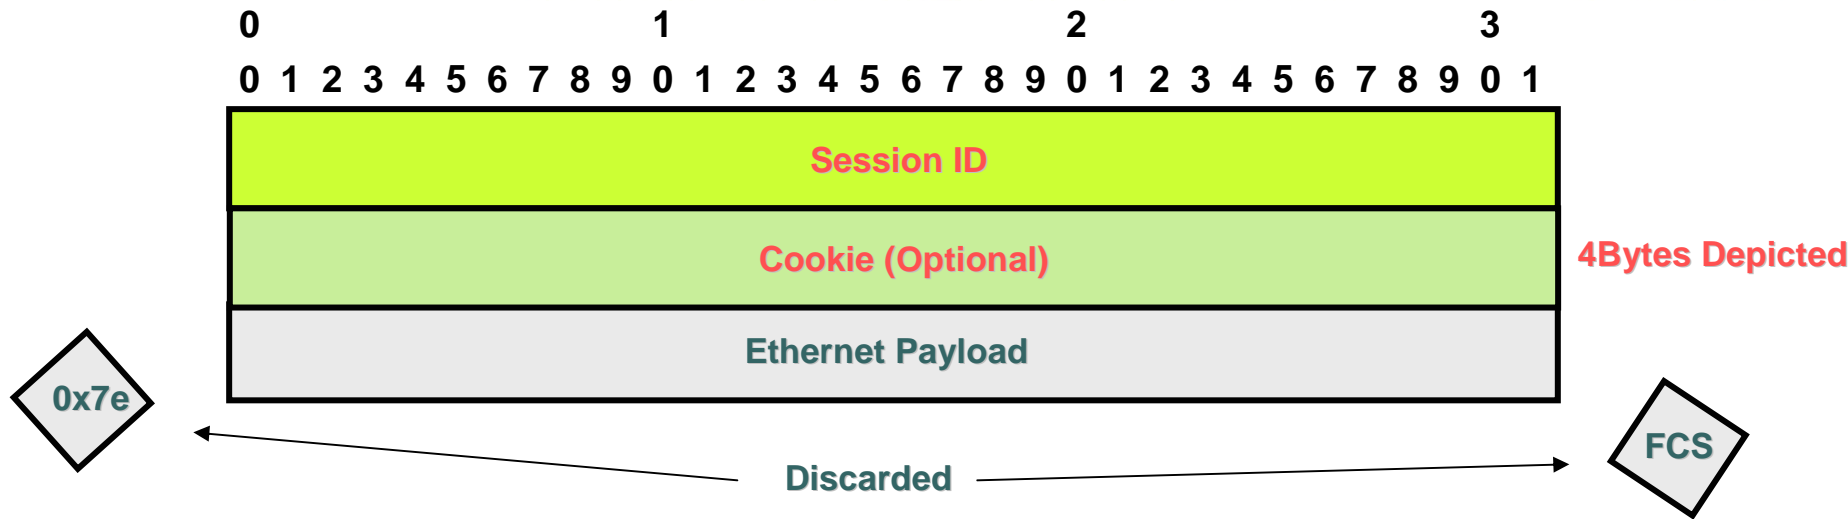 0 1 2 3
0 1 2 3 4 5 6 7 8 9 0 1 2 3 4 5 6 7 8 9 0 1 2 3 4 5 6 7 8 9 0 1
Session ID
Cookie (Optional)
4Bytes Depicted
Ethernet Payload
0x7e
FCS
Discarded